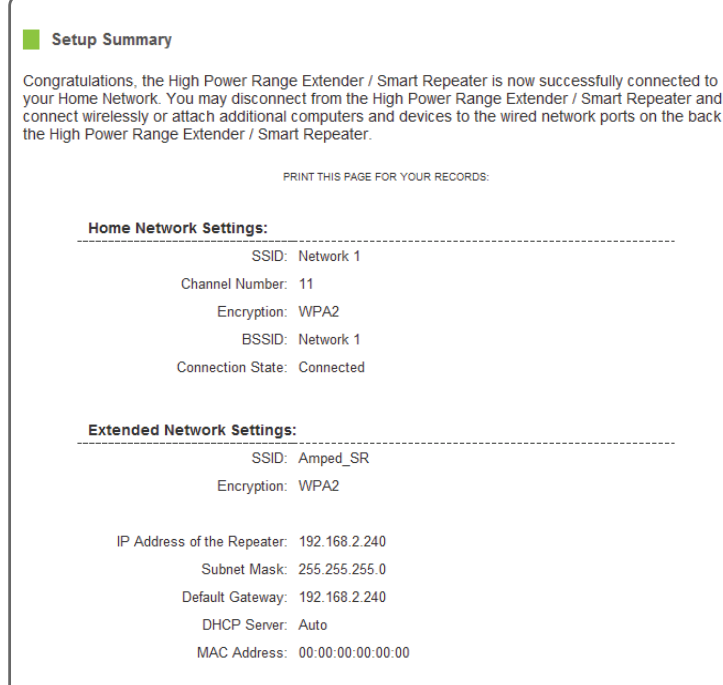 Setup Summary
Congratulations, the High Power Range Extender / Smart Repeater is now successfully connected to
your Home Network. You may disconnect from the High Power Range Extender / Smart Repeater and
connect wirelessly or attach additional computers and devices to the wired network ports on the back
the High Power Range Extender / Smart Repeater.
PRINT THIS PAGE FOR YOUR RECORDS:
Home Network Settings:
SSID: Network 1
Channel Number: 11
Encryption: WPA2
BSSID: Network 1
Connection State: Connected
Extended Network Settings:
SSID: Amped_SR
Encryption: WPA2
IP Address of the Repeater: 192.168.2.240
Subnet Mask: 255.255.255.0
Default Gateway: 192.168.2.240
DHCP Server: Auto
MAC Address: 00:00:00:00:00:00